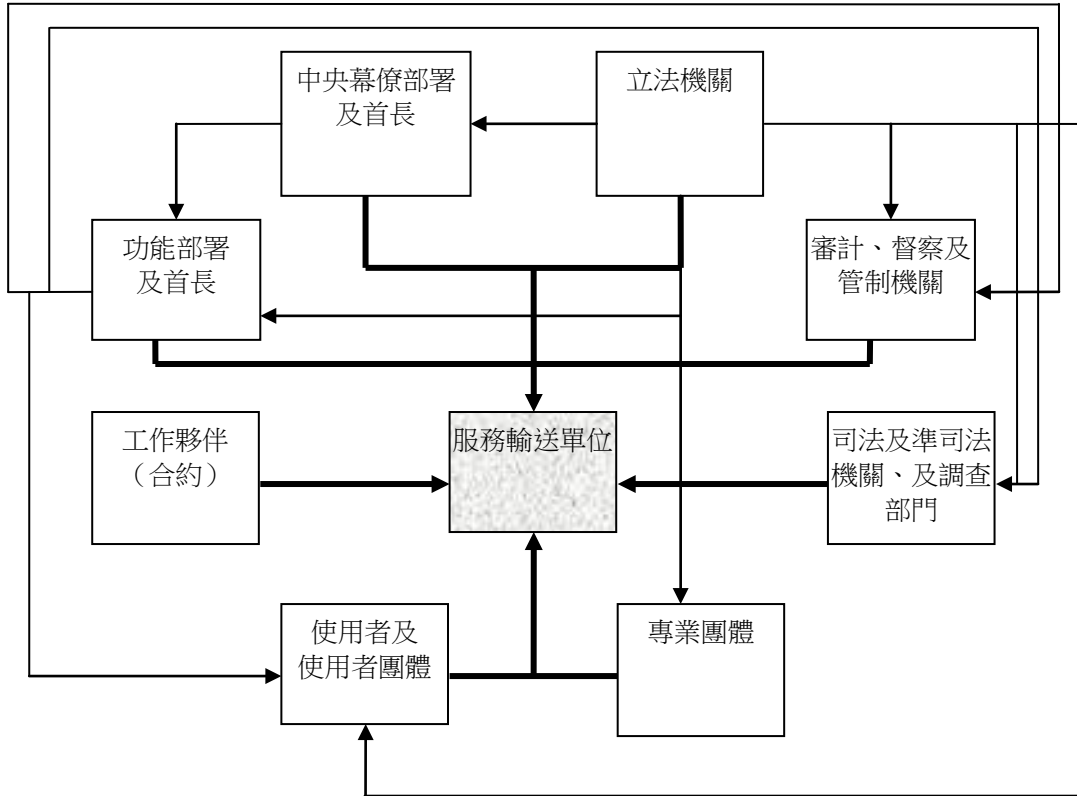 中央幕僚部署
及首長
立法機關
功能部署
及首長
審計、督察及
管制機關
工作夥伴
（合約）
服務輸送單位
司法及準司法
機關、及調查
部門
使用者及
使用者團體
專業團體